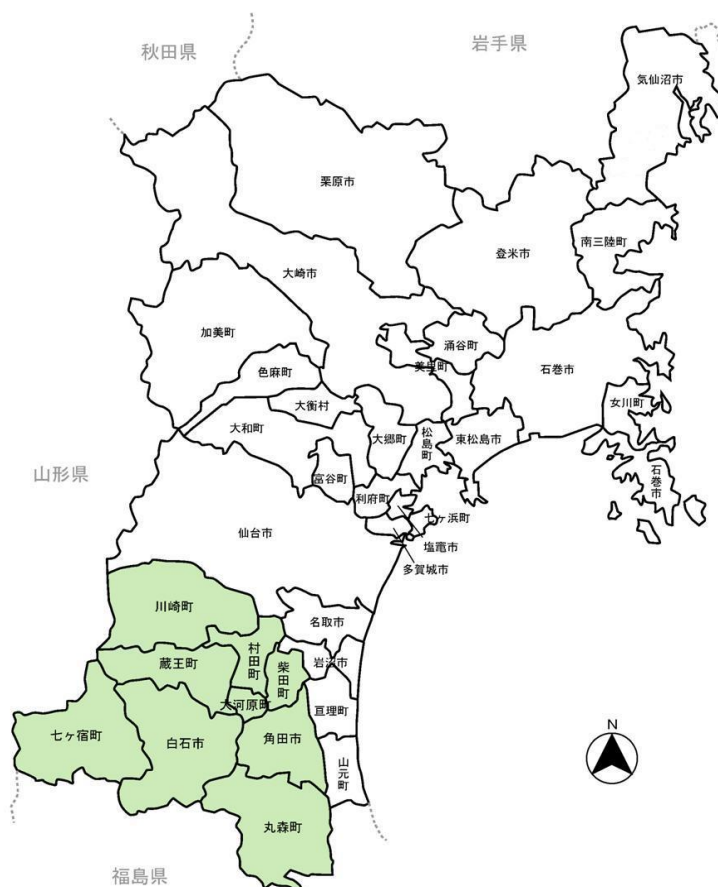 秋田県
岩手県
気仙沼市
栗原市
登米市
南三陸町
大崎市
加美町
涌谷町
美里町
石巻市
色麻町
女川町
大衡村
大和町
大郷町
松島町
東松島市
山形県
富谷町
利府町
石巻市
七ヶ浜町
仙台市
塩竈市
多賀城市
川崎町
名取市
村田町
蔵王町
柴田町
岩沼市
大河原町
亘理町
七ヶ宿町
白石市
角田市
山元町
N
丸森町
福島県